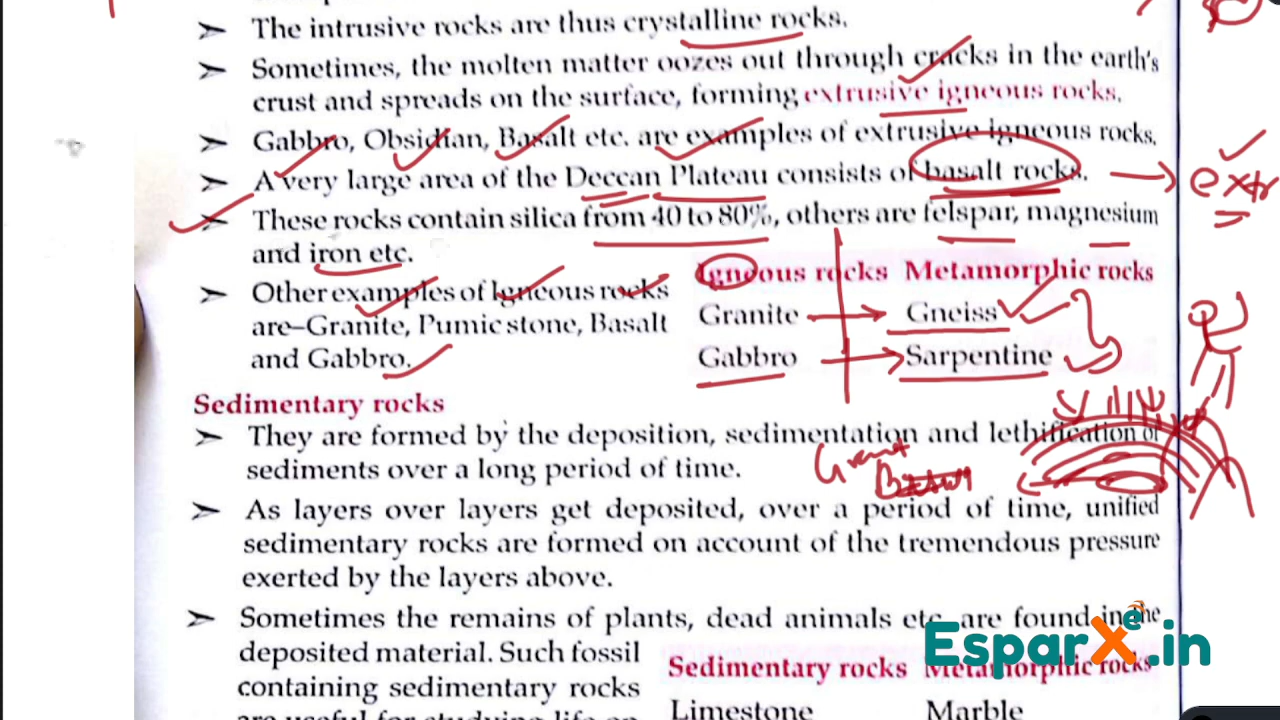 The intrusive rocks are thus crystalline rocks.
Sometimes, the molten matter oozes out through cracks in the earth's
crust and spreads on the surface, forming extrusive igneous rocks.
Gabbro, Obsidian, Basalt etc. are examples of extrusive igneous rocks.
A very large area of the Deccan Plateau consists of basalt rocks. → extr
These rocks contain silica from 40 to 80%, others are felspar, magnesium
and iron etc.
Other examples of Igneous rocks
are–Granite, Pumic stone, Basalt
and Gabbro.
Igneous rocks Metamorphic rocks
Granite → Gneiss
Gabbro → Sarpentine
Sedimentary rocks
They are formed by the deposition, sedimentation and lethification of
sediments over a long period of time.
As layers over layers get deposited, over a period of time, unified
sedimentary rocks are formed on account of the tremendous pressure
exerted by the layers above.
Sometimes the remains of plants, dead animals etc. are found in the
deposited material. Such fossil
containing sedimentary rocks
are useful for studying life on
Sedimentary rocks Metamorphic rocks
Limestone Marble
EsparXe.in